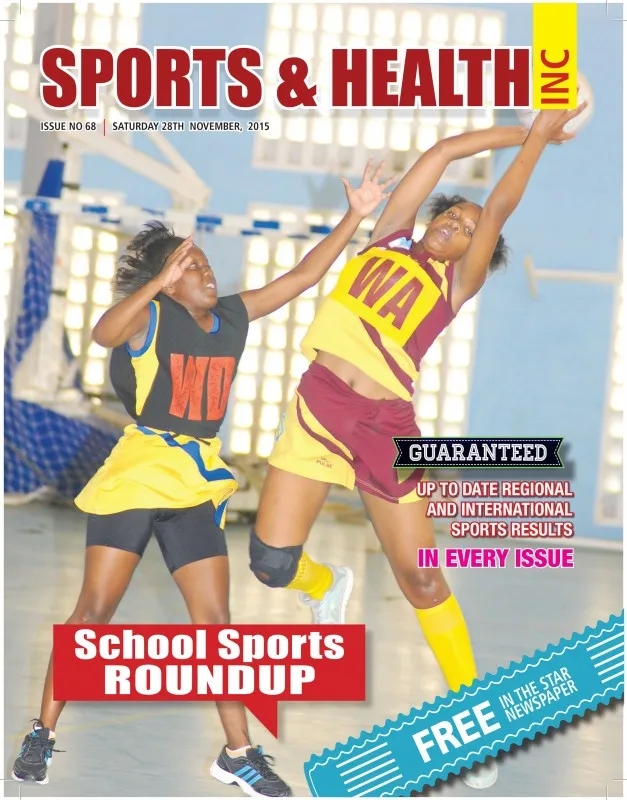 SPORTS & HEALTH INC
ISSUE NO 68 | SATURDAY 28TH NOVEMBER, 2015
WA
WD
GUARANTEED
UP TO DATE REGIONAL
AND INTERNATIONAL
SPORTS RESULTS
IN EVERY ISSUE
School Sports
ROUNDUP
FREE IN THE STAR
NEWSPAPER